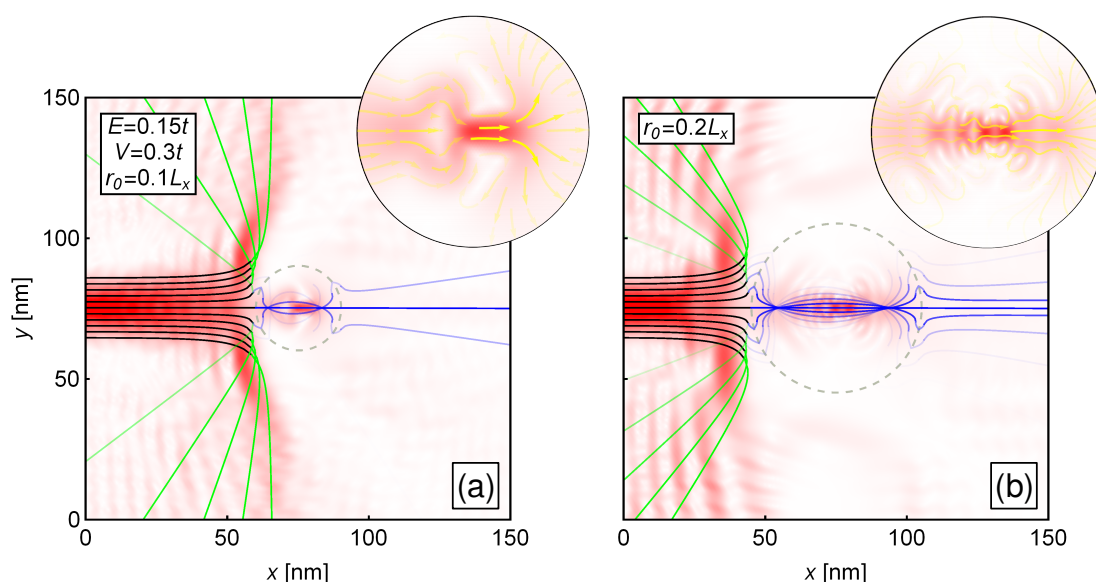 150
100
50
0
y [nm]
E=0.15t
V=0.3t
r₀=0.1Lₓ
(a)
0
50
100
150
x [nm]
r₀=0.2Lₓ
(b)
0
50
100
150
x [nm]